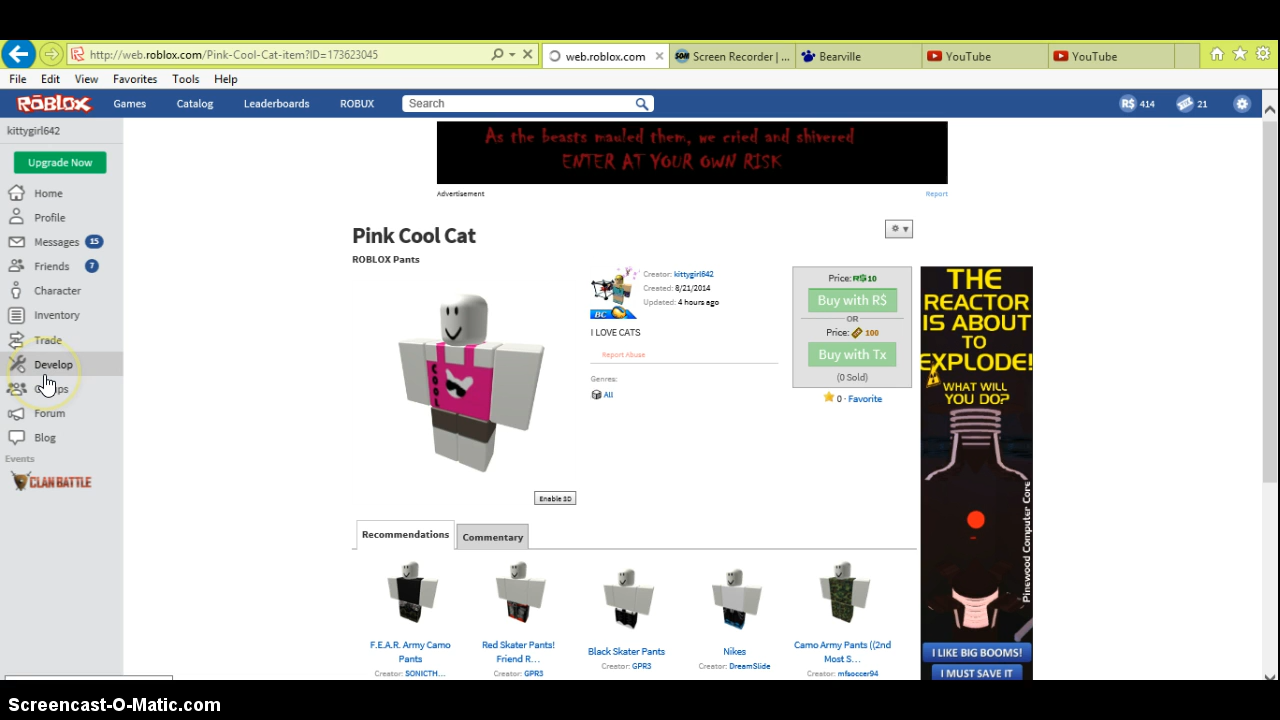 http://web.roblox.com/Pink-Cool-Cat-item?ID=173623045
web.roblox.com
Screen Recorder | ...
Bearville
YouTube
YouTube
File Edit View Favorites Tools Help
ROBLOX Games Catalog Leaderboards ROBUX Search R$ 414 21
kittygirl642
Upgrade Now
Home
Profile
Messages 15
Friends 7
Character
Inventory
Trade
Develop
Groups
Forum
Blog
Events
CLAN BATTLE
As the beasts mauled them, we cried and shivered
ENTER AT YOUR OWN RISK
Advertisement Report
Pink Cool Cat
ROBLOX Pants
COOL
Enable 3D
Creator: kittygirl642
Created: 8/21/2014
Updated: 4 hours ago
BC
I LOVE CATS
Report Abuse
Genres:
All
Price: R$ 10
Buy with R$
OR
Price: 100
Buy with Tx
(0 Sold)
0 - Favorite
THE
REACTOR
IS ABOUT
TO
EXPLODE!
WHAT WILL
YOU DO?
Pinewood Computer Core
I LIKE BIG BOOMS!
I MUST SAVE IT
Recommendations Commentary
F.E.A.R. Army Camo
Pants
Creator: SONICTH...
Red Skater Pants!
Friend R...
Creator: GPR3
Black Skater Pants
Creator: GPR3
Nikes
Creator: DreamSlide
Camo Army Pants ((2nd
Most S...
Creator: mfsoccer94
Screencast-O-Matic.com